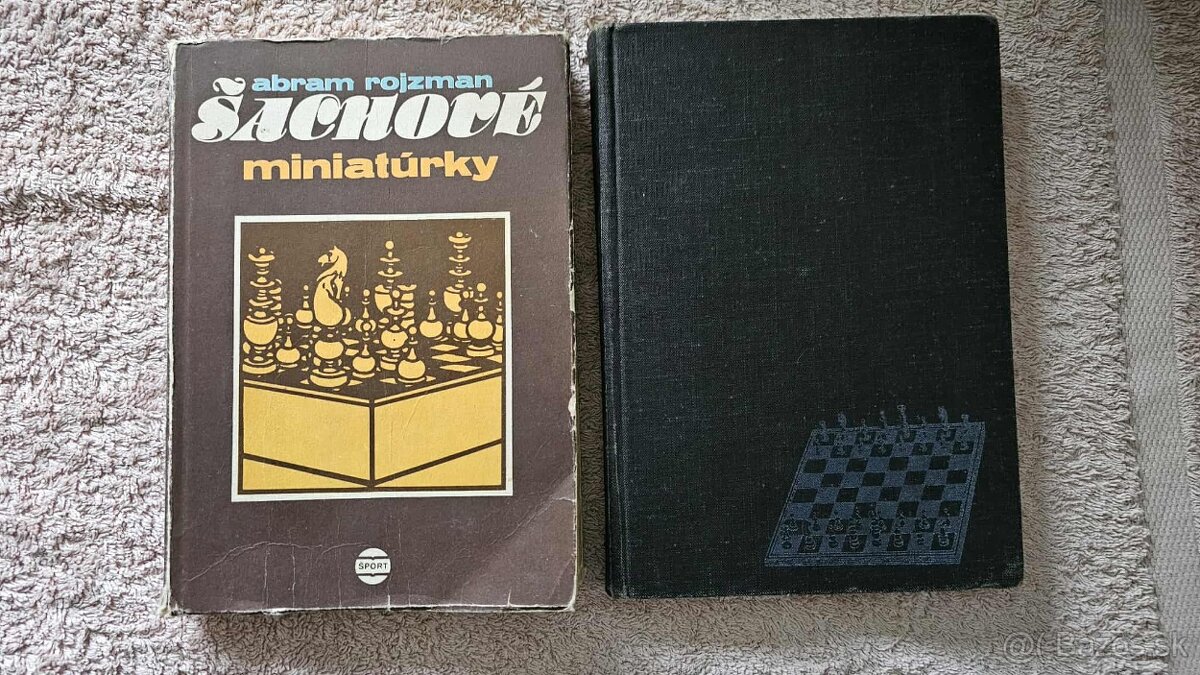 abram rojzman
ŠACHOVÉ
miniatúrky
ŠPORT
Bazos.sk